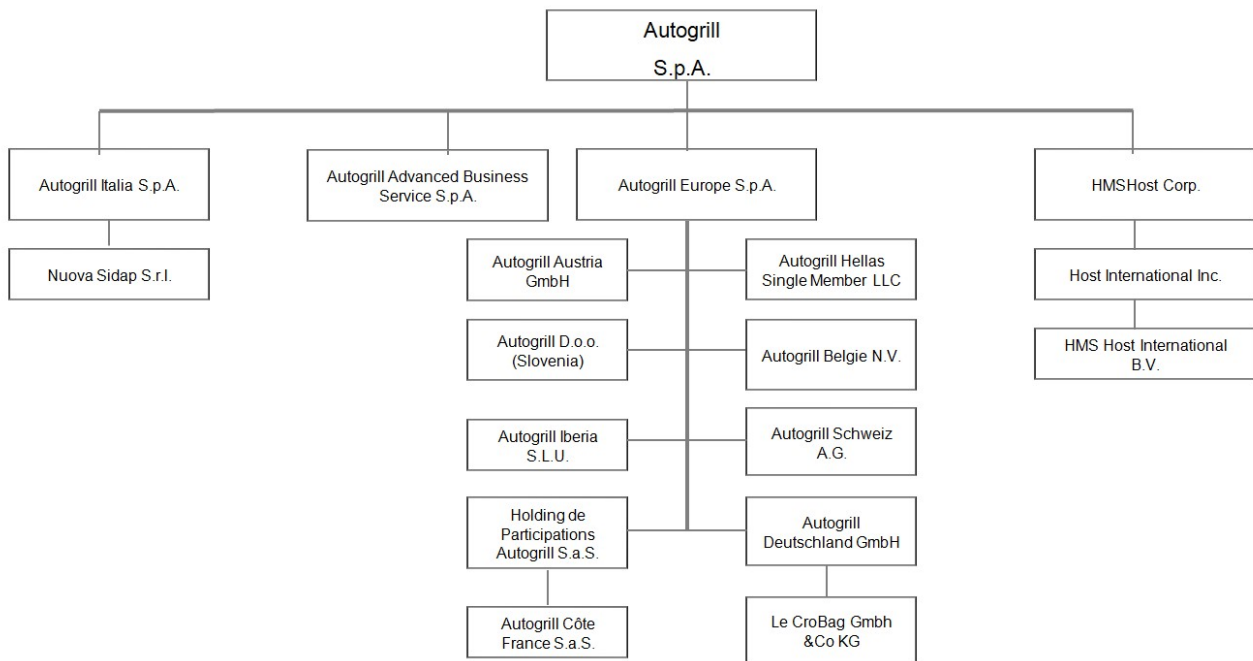 Autogrill
S.p.A.
Autogrill Italia S.p.A.
Autogrill Advanced Business
Service S.p.A.
Autogrill Europe S.p.A.
HMSHost Corp.
Nuova Sidap S.r.l.
Autogrill Austria
GmbH
Autogrill Hellas
Single Member LLC
Host International Inc.
Autogrill D.o.o.
(Slovenia)
Autogrill Belgie N.V.
HMS Host International
B.V.
Autogrill Iberia
S.L.U.
Autogrill Schweiz
A.G.
Holding de
Participations
Autogrill S.a.S.
Autogrill
Deutschland GmbH
Autogrill Côte
France S.a.S.
Le CroBag Gmbh
&Co KG